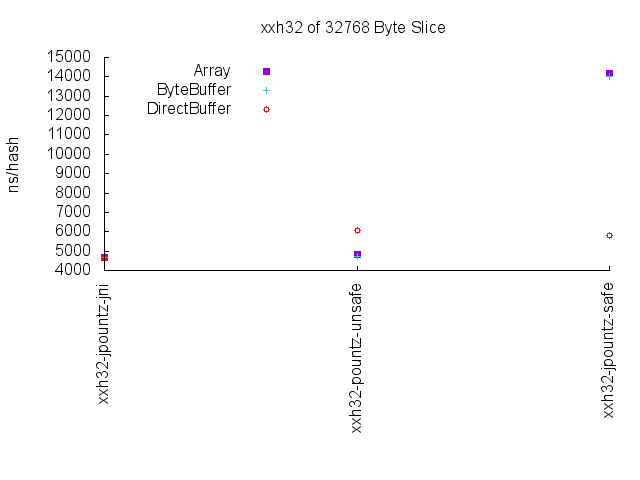 xxh32 of 32768 Byte Slice
15000
14000
13000
12000
11000
10000
9000
8000
7000
6000
5000
4000
ns/hash
Array
ByteBuffer
DirectBuffer
xxh32-jpountz-jni
xxh32-pountz-unsafe
xxh32-jpountz-safe